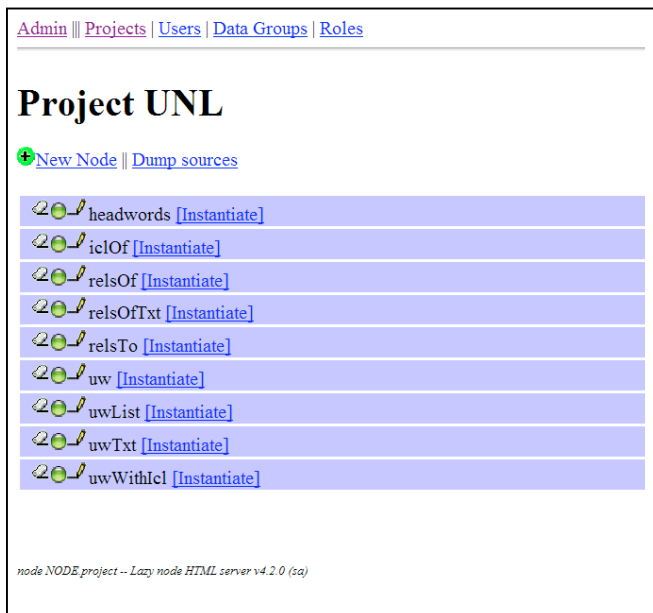 Admin ||| Projects | Users | Data Groups | Roles
Project UNL
New Node || Dump sources
headwords [Instantiate]
iclOf [Instantiate]
relsOf [Instantiate]
relsOfTxt [Instantiate]
relsTo [Instantiate]
uw [Instantiate]
uwList [Instantiate]
uwTxt [Instantiate]
uwWithIcl [Instantiate]
node NODE.project -- Lazy node HTML server v4.2.0 (sa)